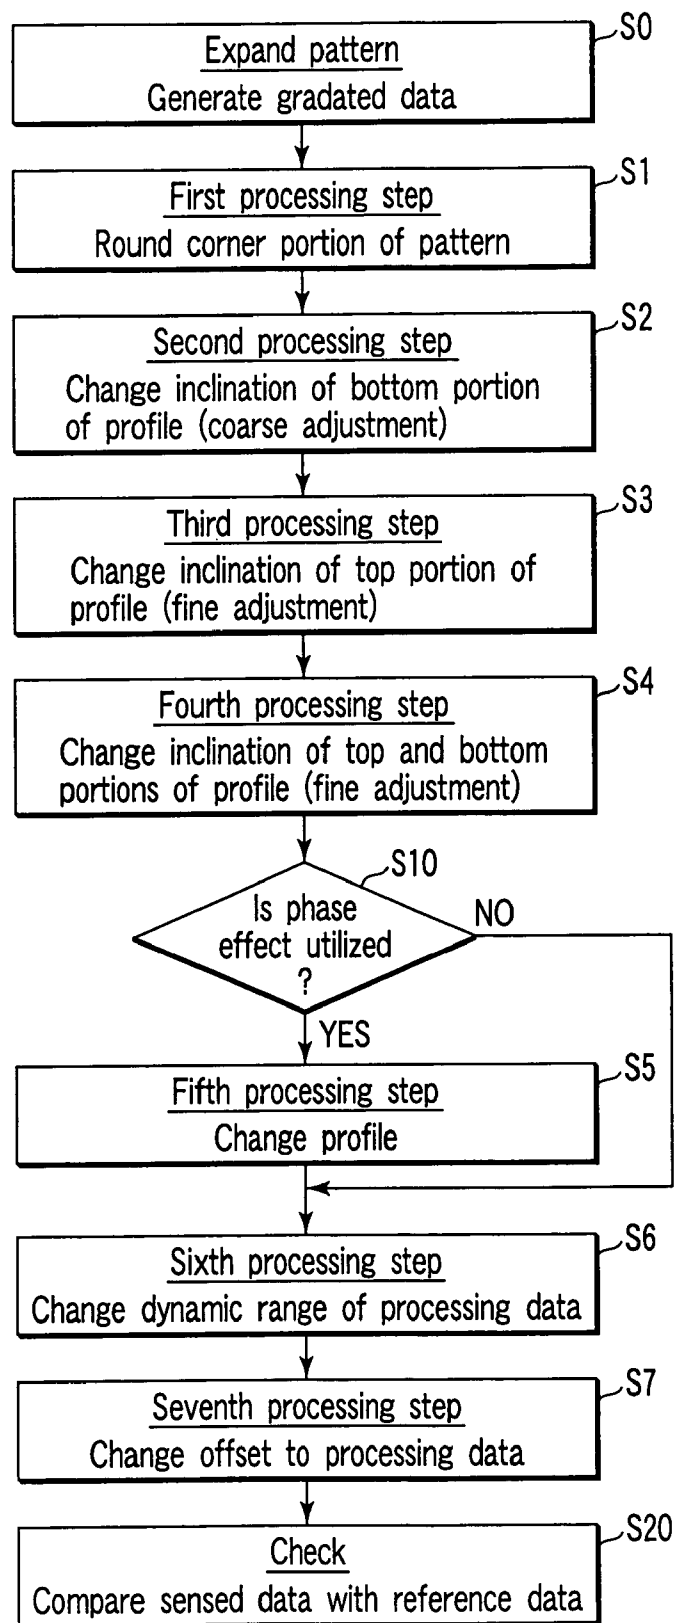 S0
Expand pattern
Generate gradated data
S1
First processing step
Round corner portion of pattern
S2
Second processing step
Change inclination of bottom portion
of profile (coarse adjustment)
S3
Third processing step
Change inclination of top portion of
profile (fine adjustment)
S4
Fourth processing step
Change inclination of top and bottom
portions of profile (fine adjustment)
S10
Is phase
effect utilized
?
NO
YES
S5
Fifth processing step
Change profile
S6
Sixth processing step
Change dynamic range of processing data
S7
Seventh processing step
Change offset to processing data
S20
Check
Compare sensed data with reference data